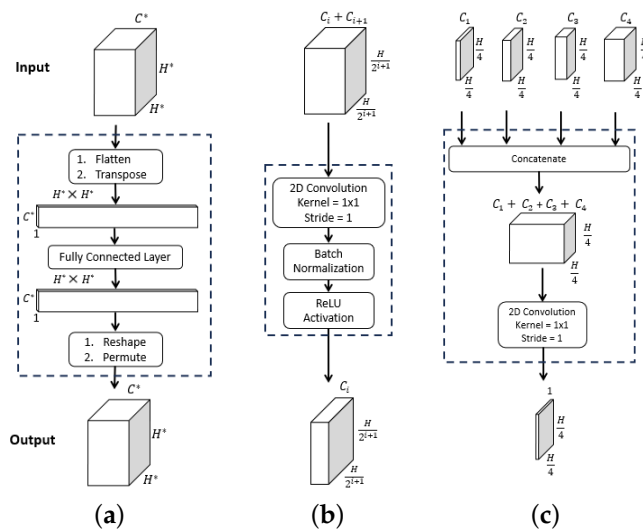 Input
C*
H*
H*
1. Flatten
2. Transpose
H* × H*
C*
1
Fully Connected Layer
H* × H*
C*
1
1. Reshape
2. Permute
C*
Output
H*
H*
(a)
C_i + C_{i+1}
H/2^{i+1}
H/2^{i+1}
2D Convolution
Kernel = 1x1
Stride = 1
Batch
Normalization
ReLU
Activation
C_i
H/2^{i+1}
H/2^{i+1}
(b)
C_1 C_2 C_3 C_4
H/4 H/4 H/4 H/4
H/4 H/4 H/4 H/4
Concatenate
C_1 + C_2 + C_3 + C_4
H/4
H/4
2D Convolution
Kernel = 1x1
Stride = 1
1
H/4
H/4
(c)